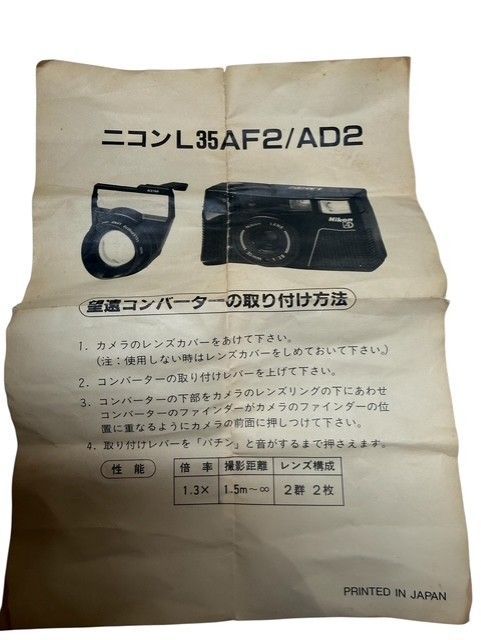 ニコンL35AF2/AD2
Nikon
望遠コンバーターの取り付け方法
1. カメラのレンズカバーをあけて下さい。
(注：使用しない時はレンズカバーをしめておいて下さい。)
2. コンバーターの取り付けレバーを上げて下さい。
3. コンバーターの下部をカメラのレンズリングの下にあわせ
コンバーターのファインダーがカメラのファインダーの位
置に重なるようにカメラの前面に押しつけて下さい。
4. 取り付けレバーを「パチン」と音がするまで押さえます。
性能 倍率 撮影距離 レンズ構成
1.3× 1.5m〜∞ 2群 2枚
PRINTED IN JAPAN